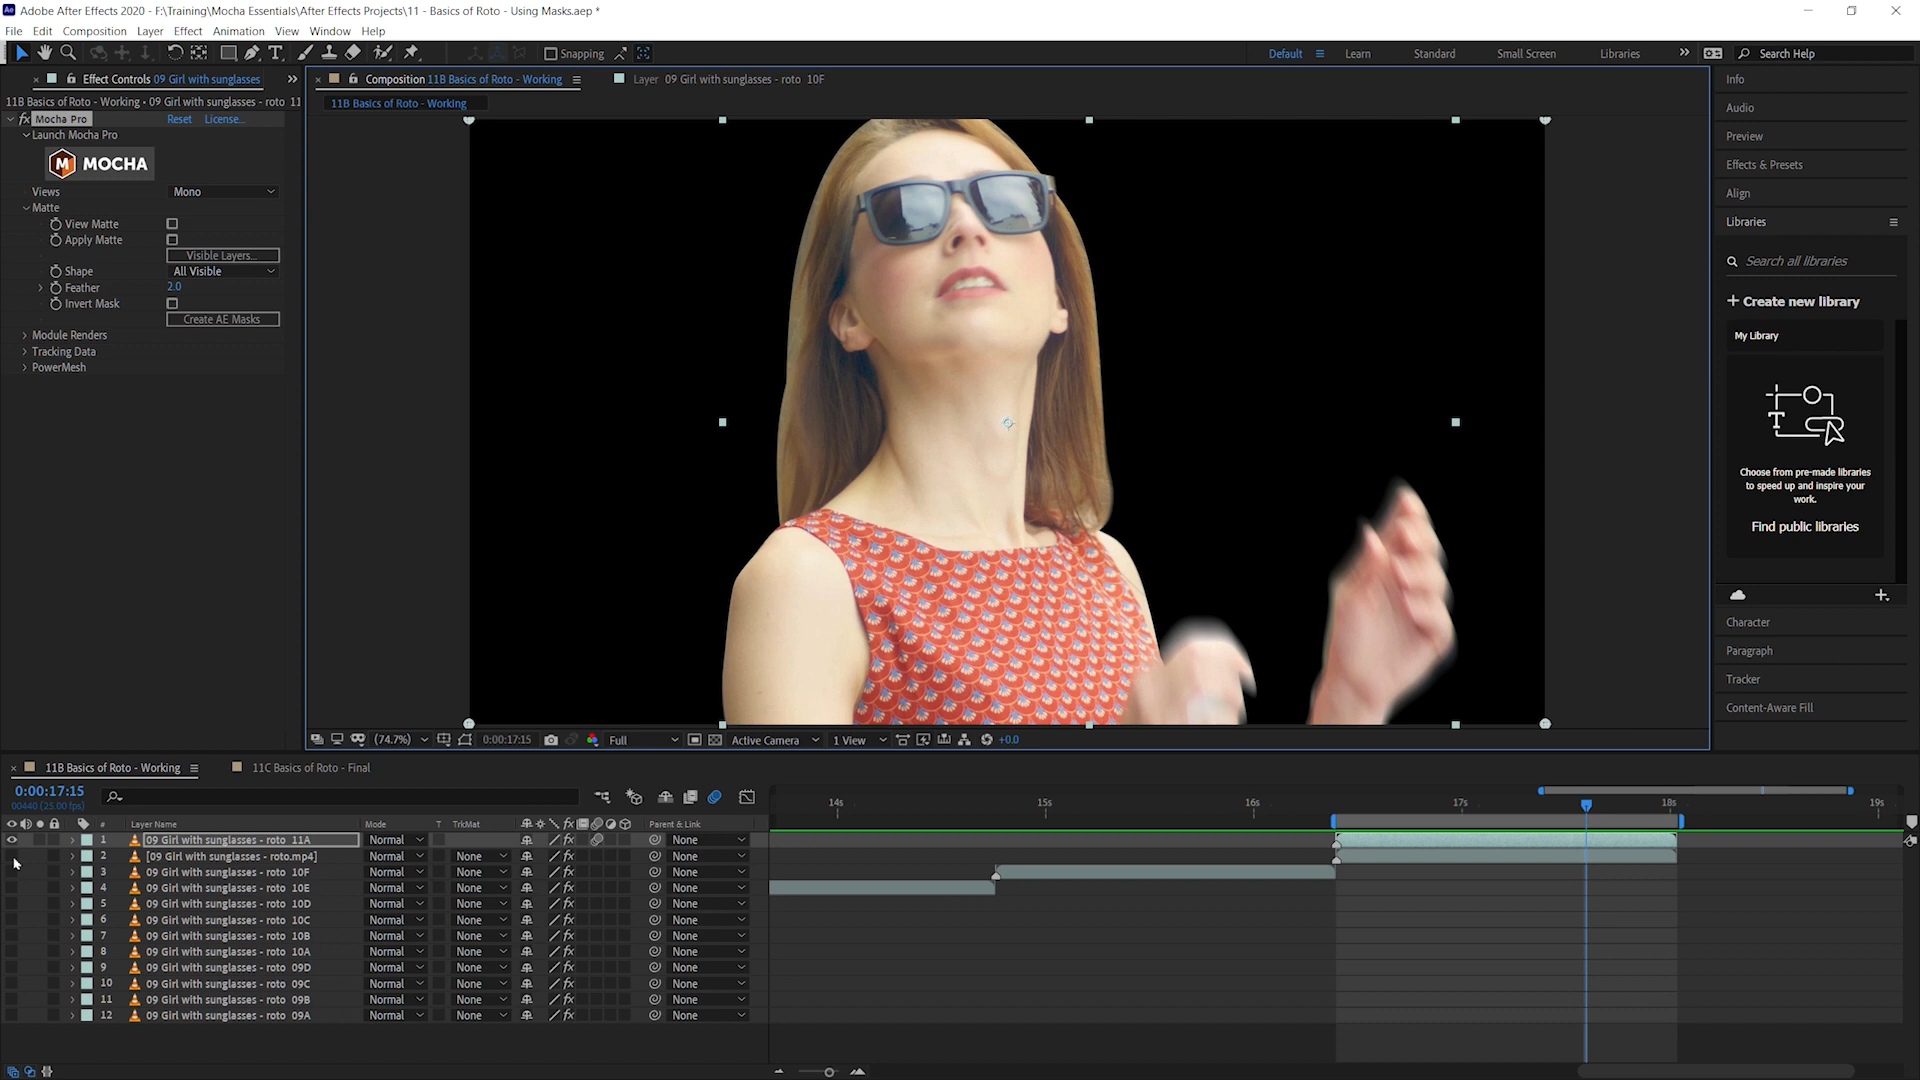 Adobe After Effects 2020 - F:\Training\Mocha Essentials\After Effects Projects\11 - Basics of Roto - Using Masks.aep *
File Edit Composition Layer Effect Animation View Window Help
Snapping
Default
Learn
Standard
Small Screen
Libraries
Search Help
Effect Controls 09 Girl with sunglasses
Composition 11B Basics of Roto - Working
Layer 09 Girl with sunglasses - roto 10F
11B Basics of Roto - Working • 09 Girl with sunglasses - roto 11
11B Basics of Roto - Working
fx Mocha Pro Reset License...
Launch Mocha Pro
MOCHA
Views Mono
Matte
View Matte
Apply Matte
Visible Layers...
Shape All Visible
Feather 2.0
Invert Mask
Create AE Masks
Module Renders
Tracking Data
PowerMesh
Info
Audio
Preview
Effects & Presets
Align
Libraries
Search all libraries
+ Create new library
My Library
Choose from pre-made libraries
to speed up and inspire your
work.
Find public libraries
Character
Paragraph
Tracker
Content-Aware Fill
(74.7%) 0:00:17:15 Full Active Camera 1 View +0.0
11B Basics of Roto - Working
11C Basics of Roto - Final
0:00:17:15
00440 (25.00 fps)
14s 15s 16s 17s 18s 19s
# Layer Name Mode T TrkMat fx Parent & Link
1 09 Girl with sunglasses - roto 11A Normal None
2 [09 Girl with sunglasses - roto.mp4] Normal None None
3 09 Girl with sunglasses - roto 10F Normal None fx None
4 09 Girl with sunglasses - roto 10E Normal None fx None
5 09 Girl with sunglasses - roto 10D Normal None fx None
6 09 Girl with sunglasses - roto 10C Normal None fx None
7 09 Girl with sunglasses - roto 10B Normal None fx None
8 09 Girl with sunglasses - roto 10A Normal None fx None
9 09 Girl with sunglasses - roto 09D Normal None fx None
10 09 Girl with sunglasses - roto 09C Normal None fx None
11 09 Girl with sunglasses - roto 09B Normal None fx None
12 09 Girl with sunglasses - roto 09A Normal None fx None